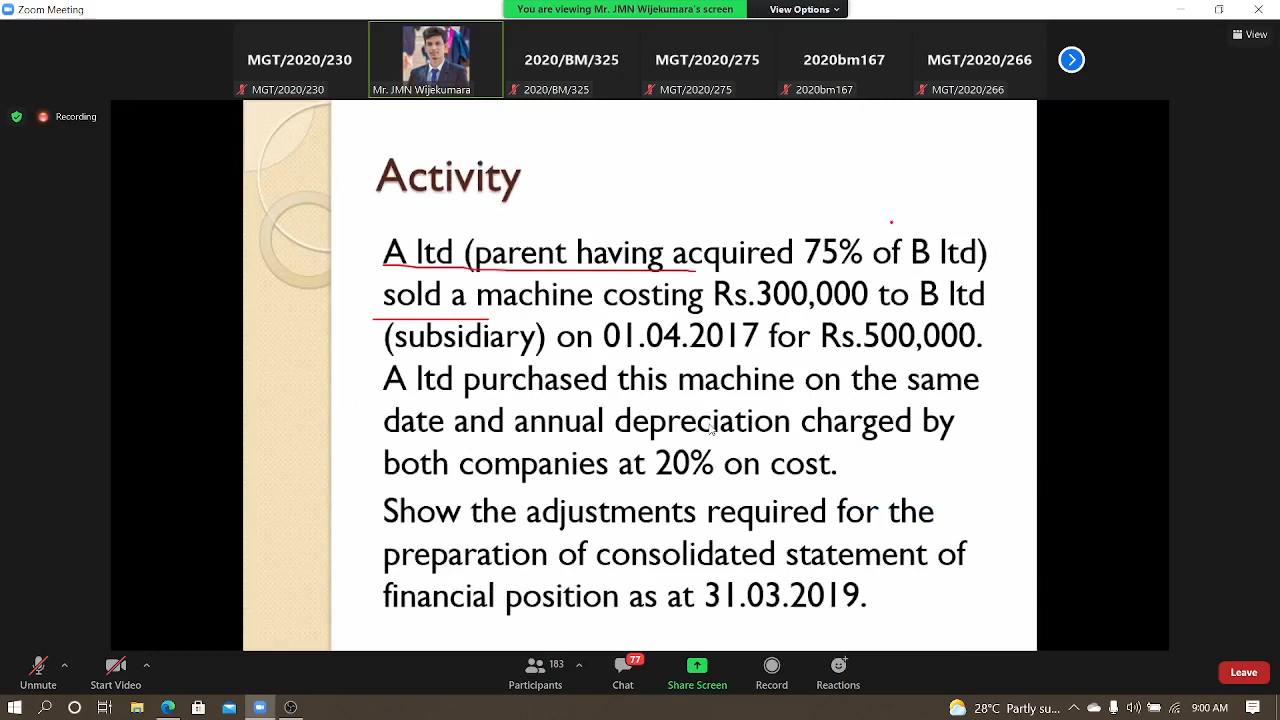 Zoom Meeting
You are viewing Mr. JMN Wijekumara's screen
View Options
View
MGT/2020/230
2020/BM/325
MGT/2020/275
2020bm167
MGT/2020/266
MGT/2020/230
Mr. JMN Wijekumara
2020/BM/325
MGT/2020/275
2020bm167
MGT/2020/266
Recording
Activity
A ltd (parent having acquired 75% of B ltd)
sold a machine costing Rs.300,000 to B ltd
(subsidiary) on 01.04.2017 for Rs.500,000.
A ltd purchased this machine on the same
date and annual depreciation charged by
both companies at 20% on cost.
Show the adjustments required for the
preparation of consolidated statement of
financial position as at 31.03.2019.
183
77
Unmute
Start Video
Participants
Chat
Share Screen
Record
Reactions
Leave
28°C Partly su...
9:00 AM